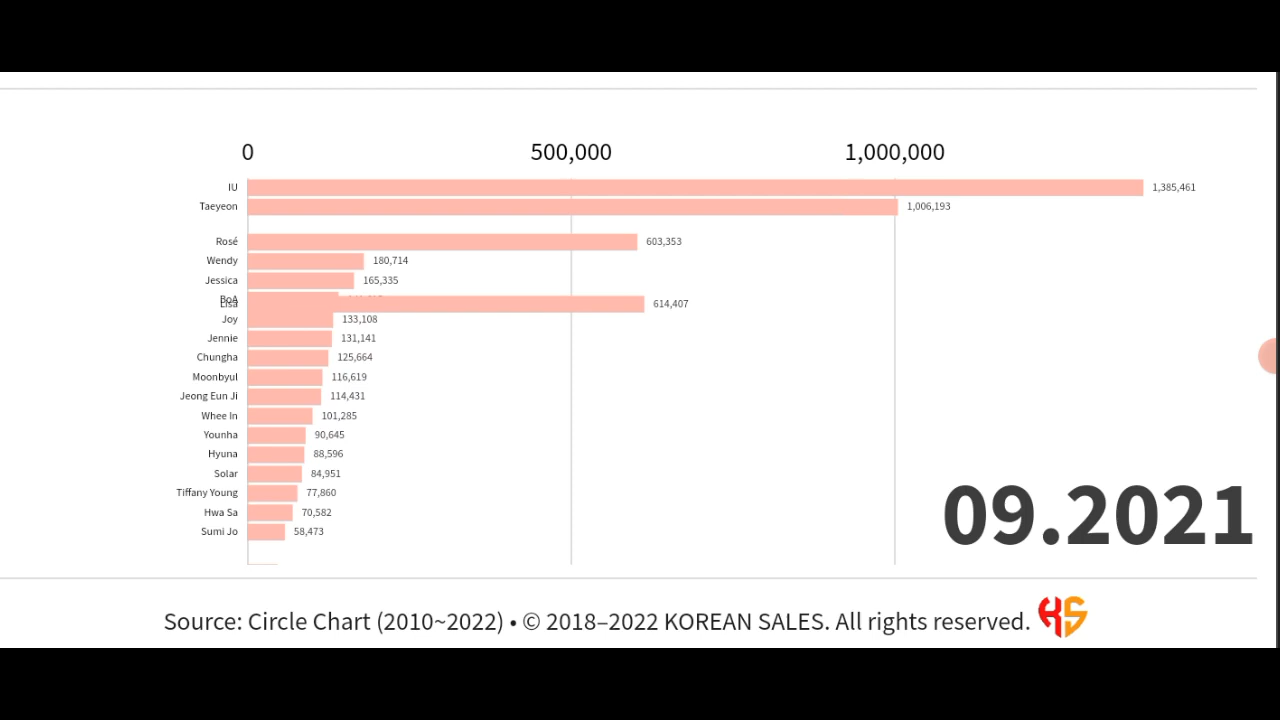 0 500,000 1,000,000
IU 1,385,461
Taeyeon 1,006,193
Rosé 603,353
Wendy 180,714
Jessica 165,335
BoA
Lisa 614,407
Joy 133,108
Jennie 131,141
Chungha 125,664
Moonbyul 116,619
Jeong Eun Ji 114,431
Whee In 101,285
Younha 90,645
Hyuna 88,596
Solar 84,951
Tiffany Young 77,860
Hwa Sa 70,582
Sumi Jo 58,473
09.2021
Source: Circle Chart (2010~2022) • © 2018–2022 KOREAN SALES. All rights reserved.